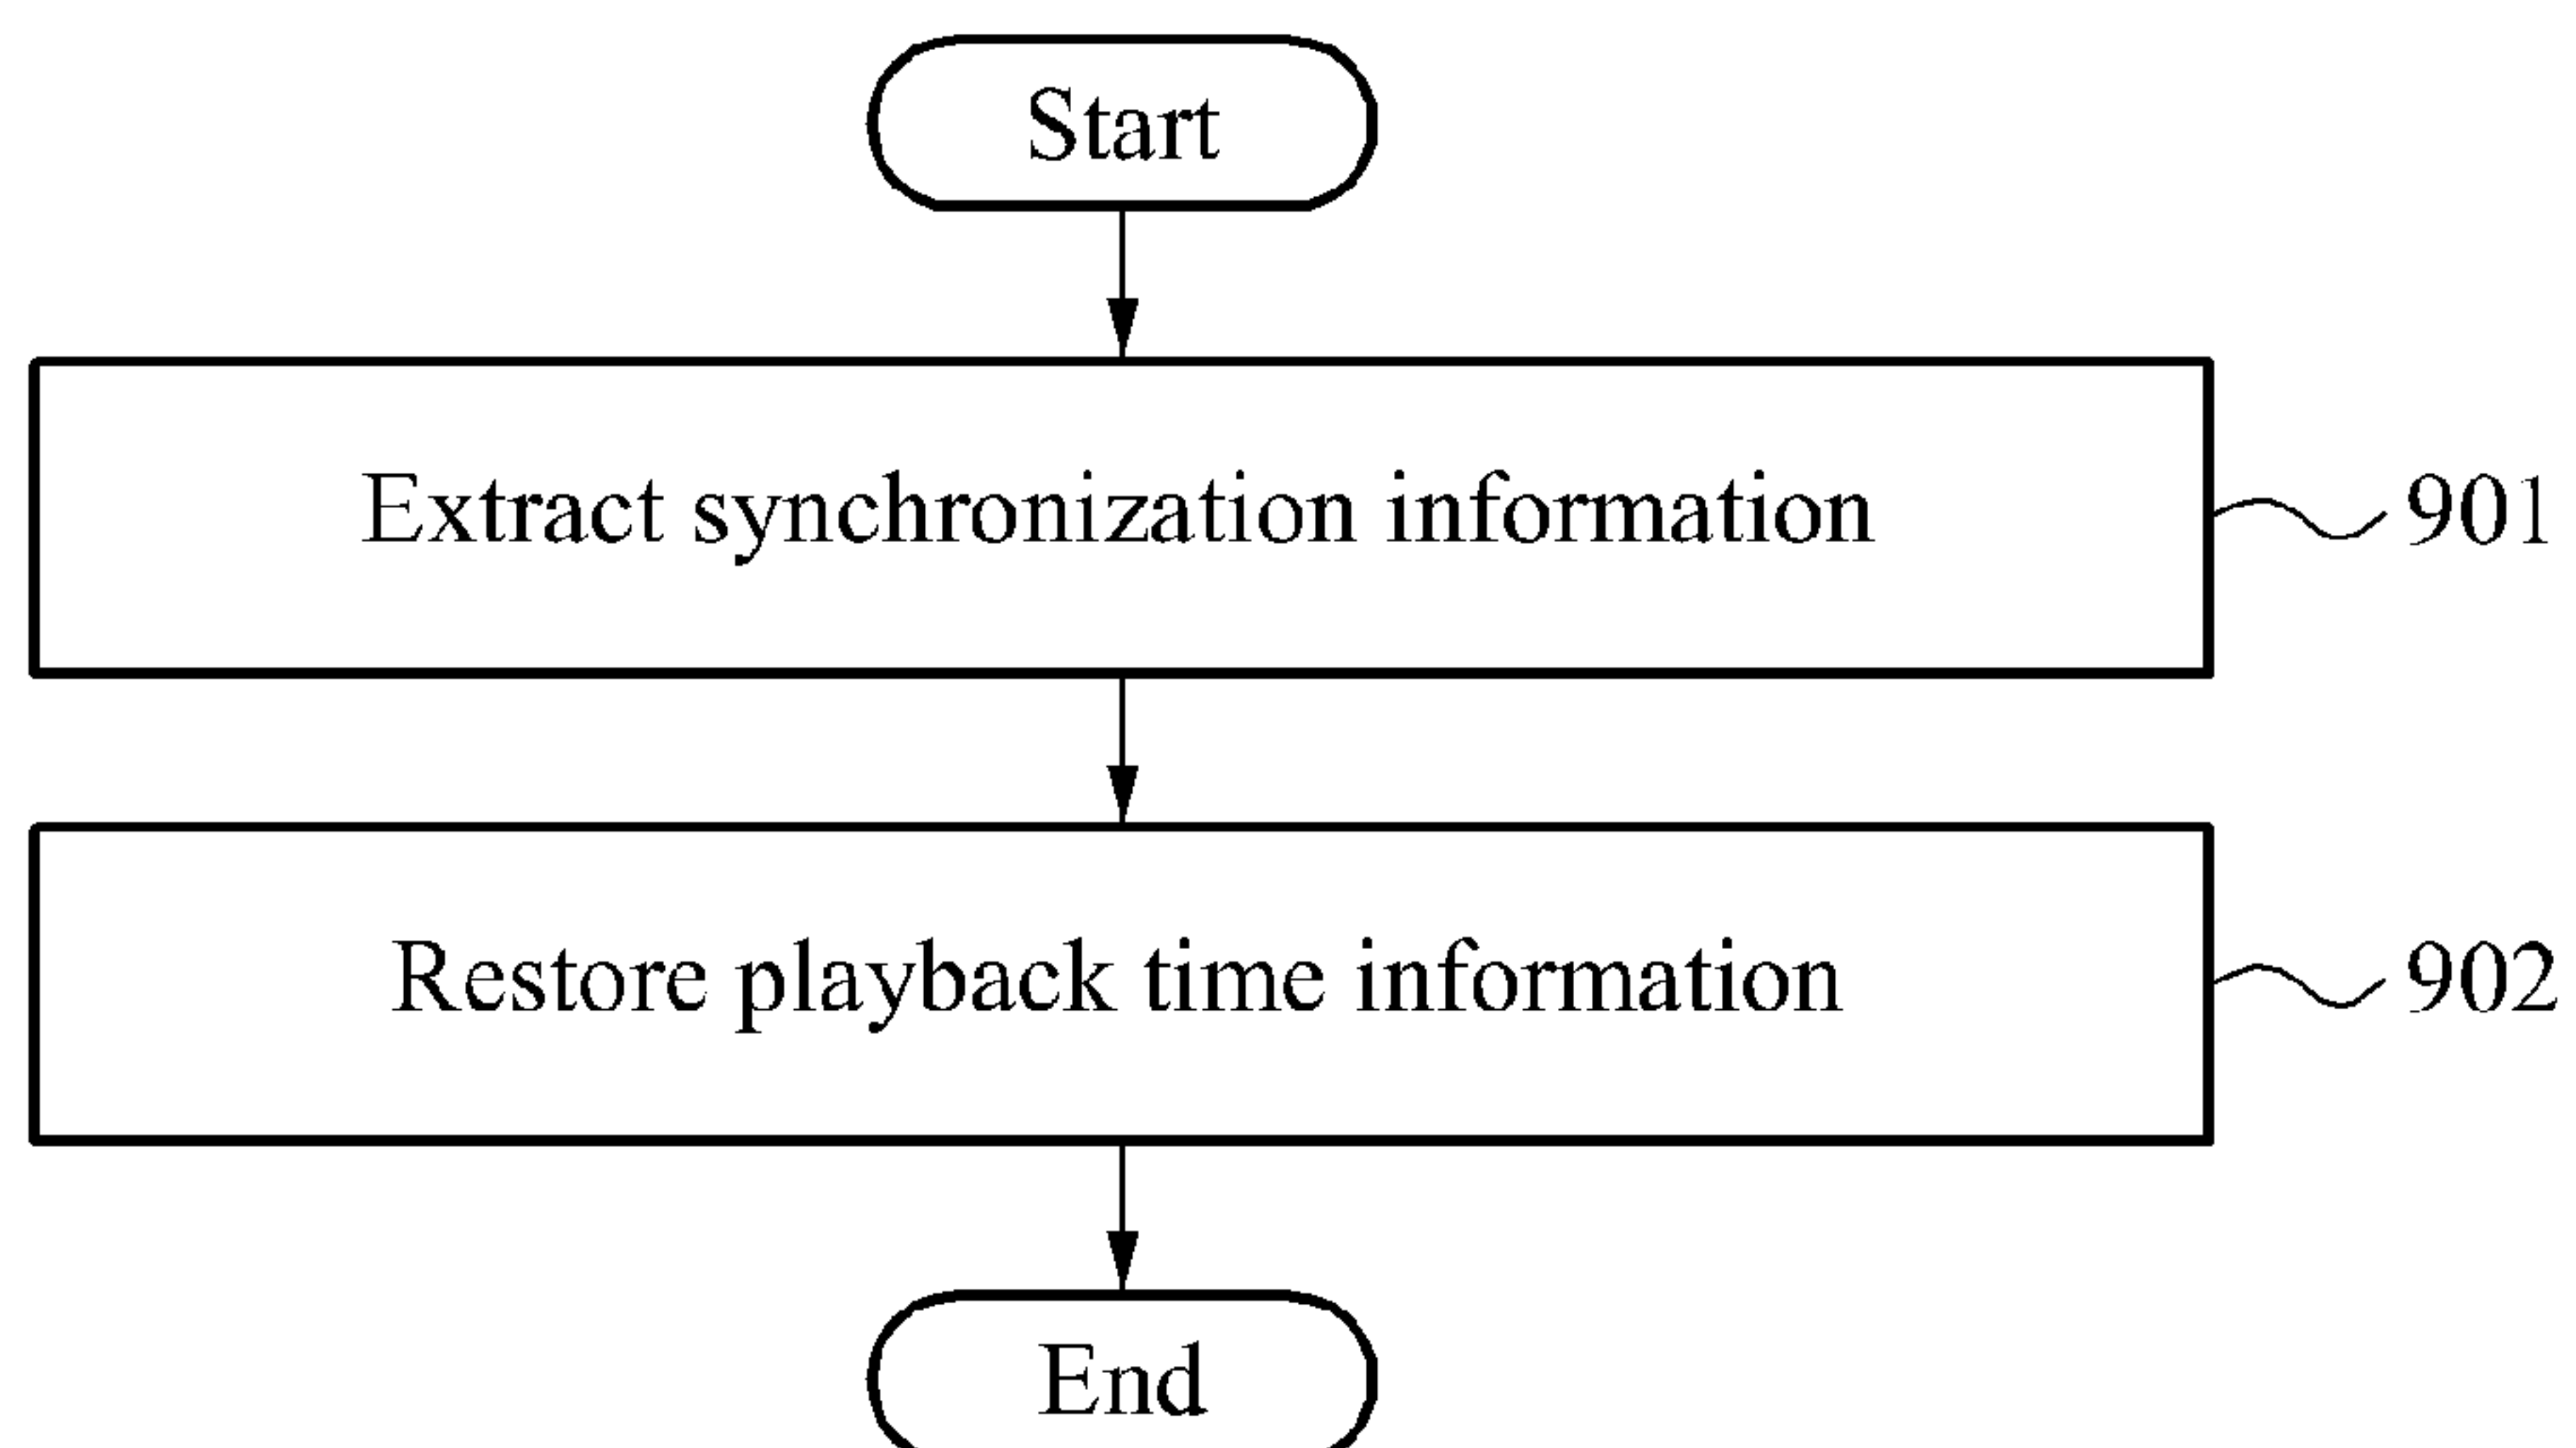 Start
Extract synchronization information
901
Restore playback time information
902
End